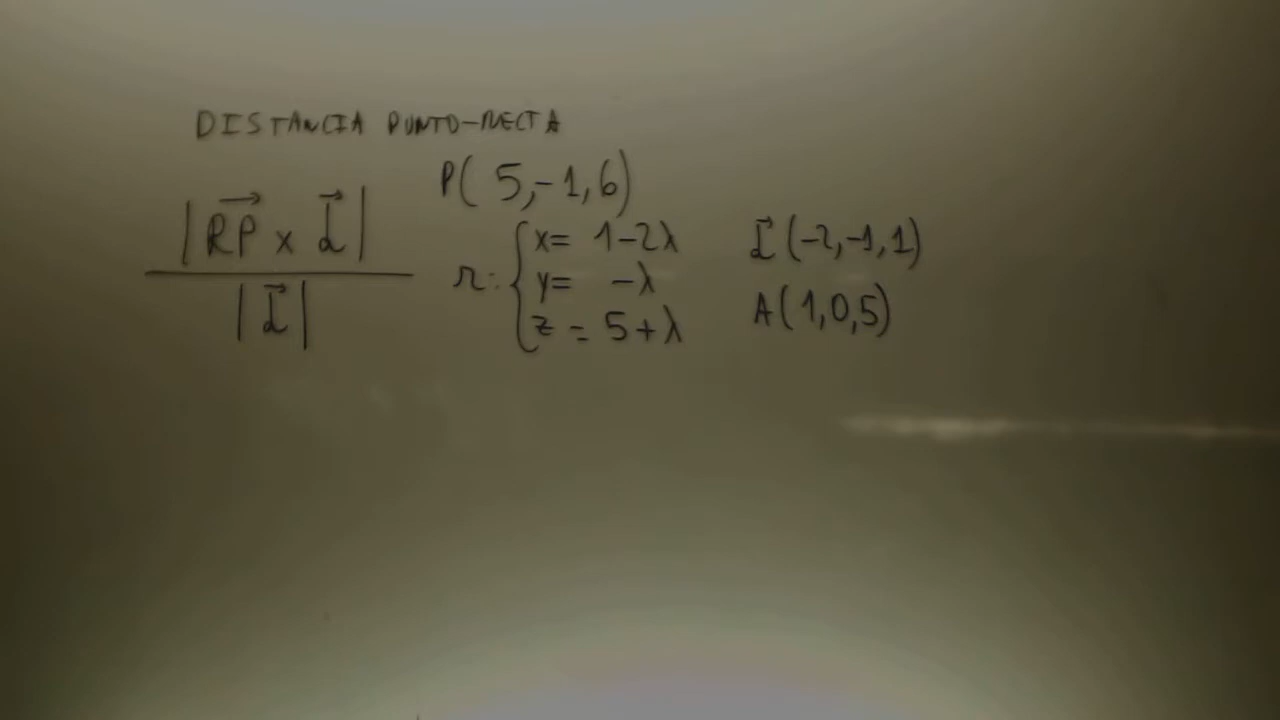 DISTANCIA PUNTO-RECTA
P( 5,-1,6)
|RP x r|
|r|
r: { x= 1-2λ
y= -λ
z = 5+λ
r(-2,-1,1)
A(1,0,5)